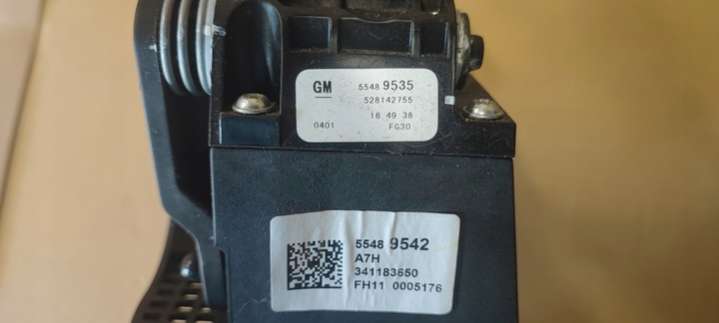 GM 5548 9535
528142755
16 49 38
0401 FG30
5548 9542
A7H
341183650
FH11 0005176